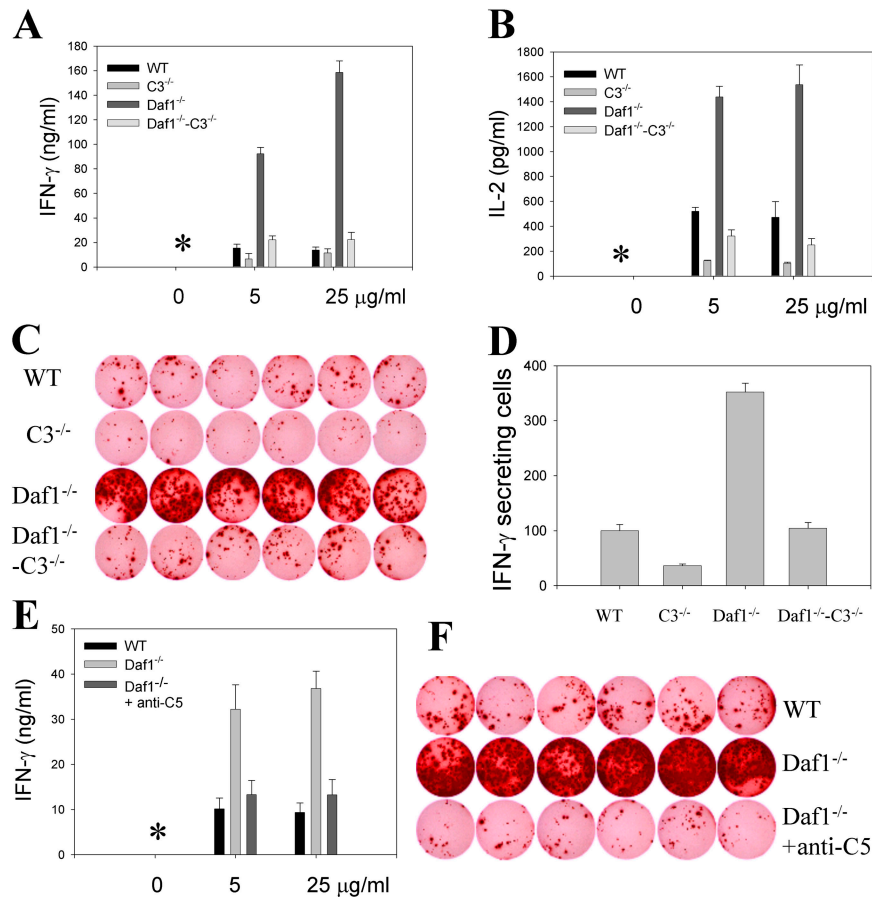 A
IFN-γ (ng/ml)
180
160
140
120
100
80
60
40
20
0
WT
C3-/-
Daf1-/-
Daf1-/--C3-/-
*
0 5 25 μg/ml
B
IL-2 (pg/ml)
1800
1600
1400
1200
1000
800
600
400
200
0
WT
C3-/-
Daf1-/-
Daf1-/--C3-/-
*
0 5 25 μg/ml
C
WT
C3-/-
Daf1-/-
Daf1-/-
-C3-/-
D
IFN-γ secreting cells
400
300
200
100
0
WT C3-/- Daf1-/- Daf1-/--C3-/-
E
IFN-γ (ng/ml)
50
40
30
20
10
0
WT
Daf1-/-
Daf1-/-
+ anti-C5
*
0 5 25 μg/ml
F
WT
Daf1-/-
Daf1-/-
+anti-C5